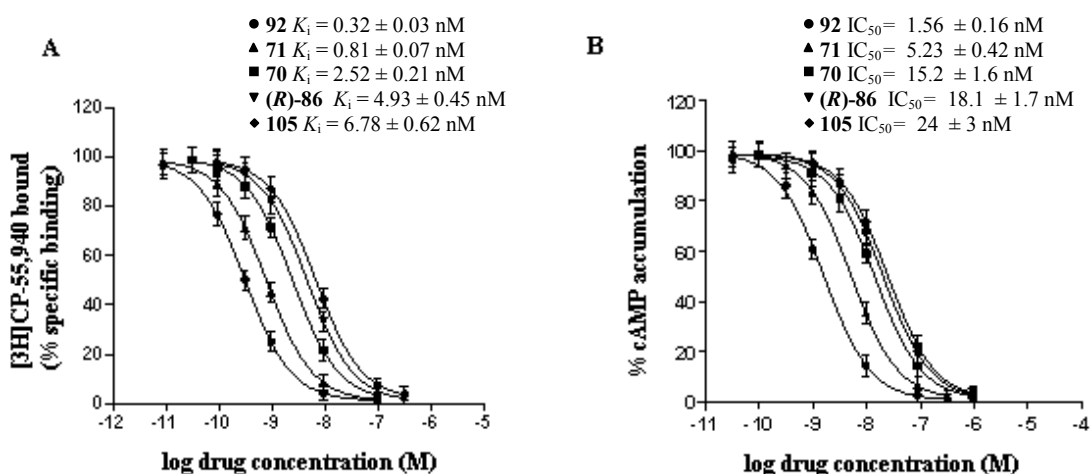 A
● 92 Ki = 0.32 ± 0.03 nM
▲ 71 Ki = 0.81 ± 0.07 nM
■ 70 Ki = 2.52 ± 0.21 nM
▼ (R)-86 Ki = 4.93 ± 0.45 nM
◆ 105 Ki = 6.78 ± 0.62 nM
[3H]CP-55,940 bound
(% specific binding)
120
100
80
60
40
20
0
-12 -11 -10 -9 -8 -7 -6 -5
log drug concentration (M)
B
● 92 IC50= 1.56 ± 0.16 nM
▲ 71 IC50= 5.23 ± 0.42 nM
■ 70 IC50= 15.2 ± 1.6 nM
▼ (R)-86 IC50= 18.1 ± 1.7 nM
◆ 105 IC50= 24 ± 3 nM
% cAMP accumulation
120
100
80
60
40
20
0
-11 -10 -9 -8 -7 -6 -5 -4
log drug concentration (M)